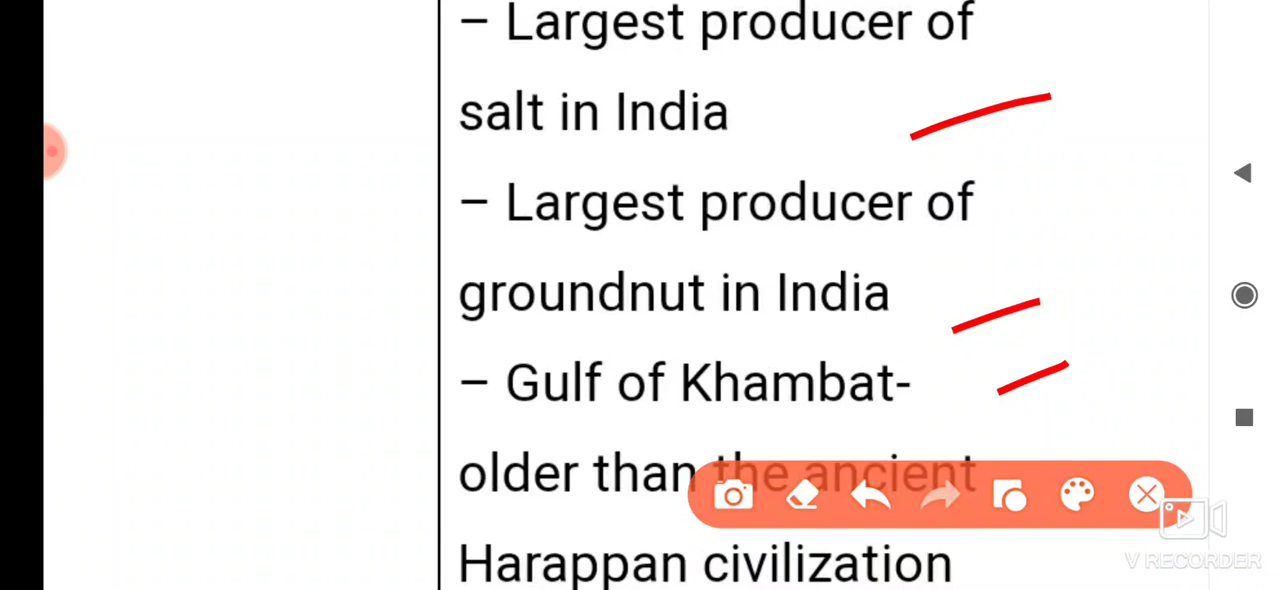 – Largest producer of
salt in India
– Largest producer of
groundnut in India
– Gulf of Khambat-
older than the ancient
Harappan civilization
V RECORDER